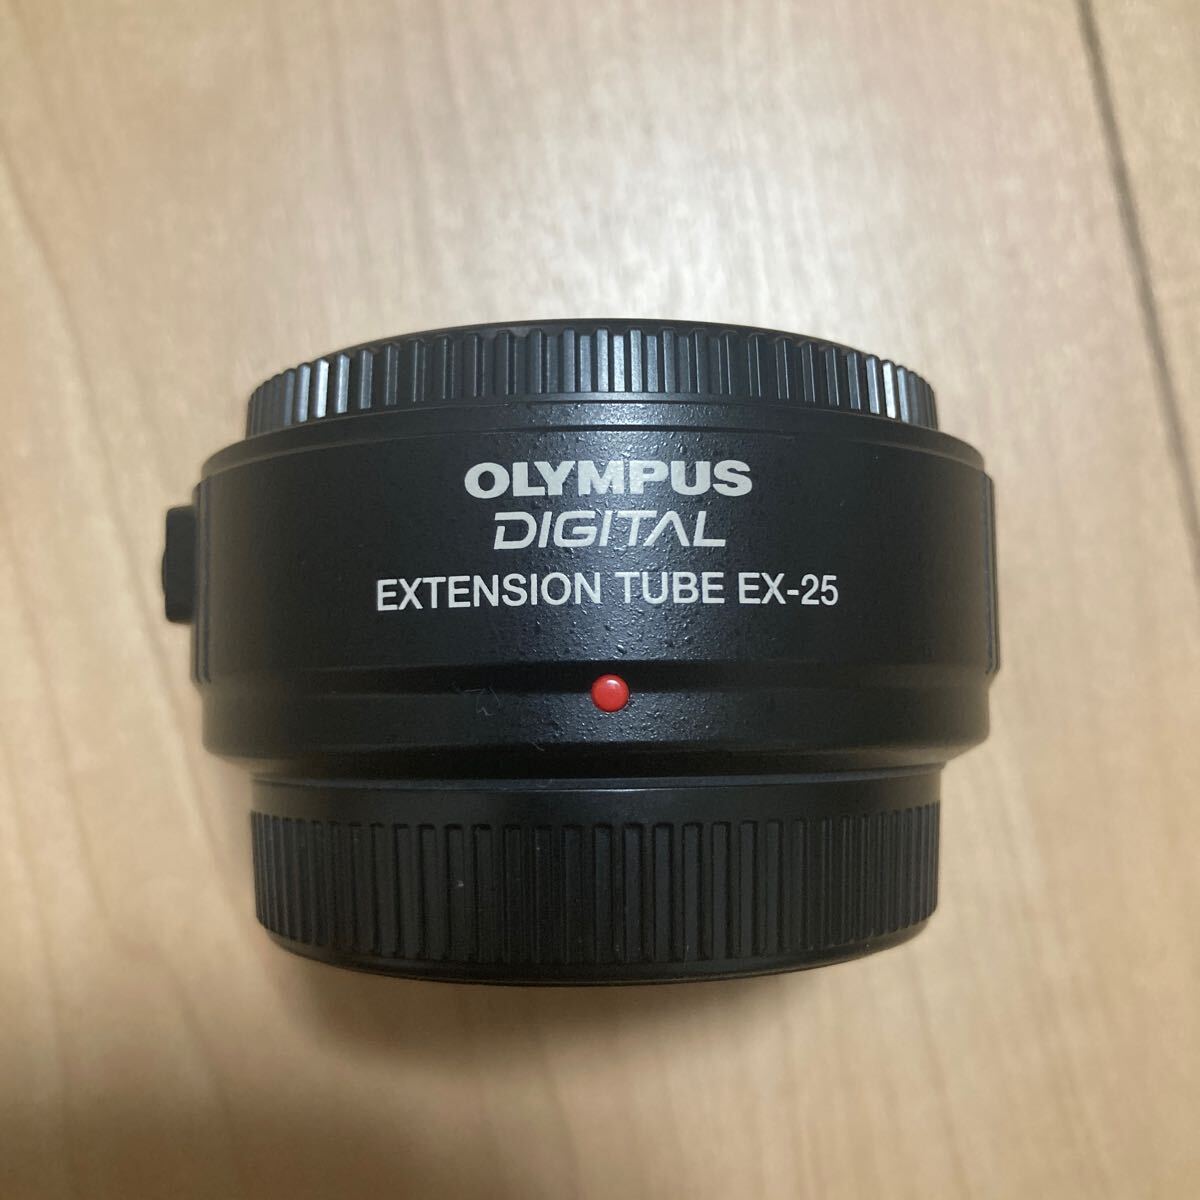 OLYMPUS
DIGITAL
EXTENSION TUBE EX-25